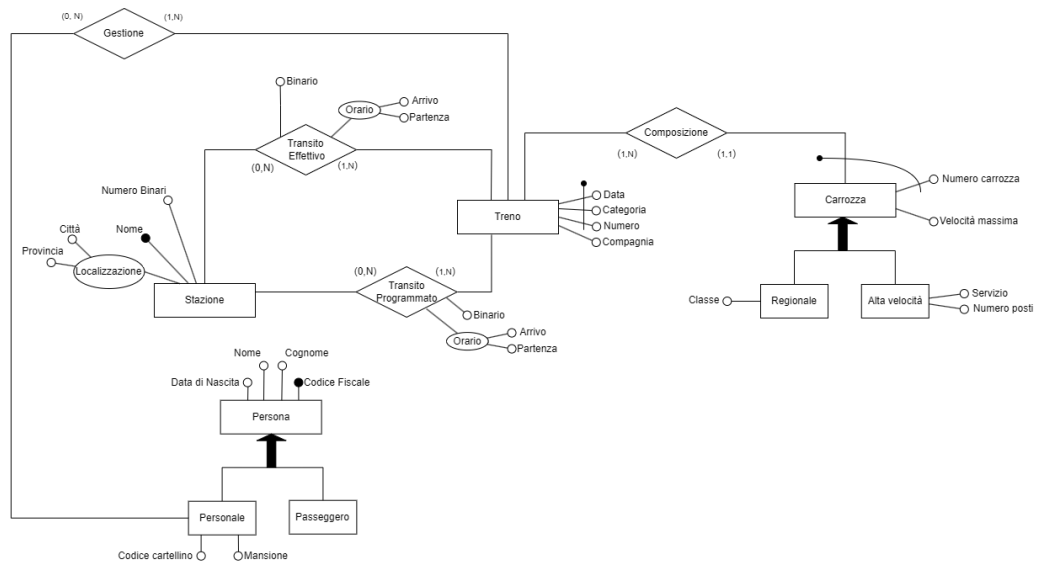 (0, N)
(1,N)
Gestione
Binario
Orario
Arrivo
Partenza
Transito
Effettivo
(0,N)
(1,N)
Composizione
(1,N)
(1,1)
Numero carrozza
Carrozza
Velocità massima
Numero Binari
Città
Nome
Provincia
Localizzazione
Stazione
Data
Categoria
Numero
Compagnia
Treno
(0,N)
(1,N)
Transito
Programmato
Binario
Orario
Arrivo
Partenza
Classe
Regionale
Alta velocità
Servizio
Numero posti
Nome
Cognome
Data di Nascita
Codice Fiscale
Persona
Personale
Passeggero
Codice cartellino
Mansione